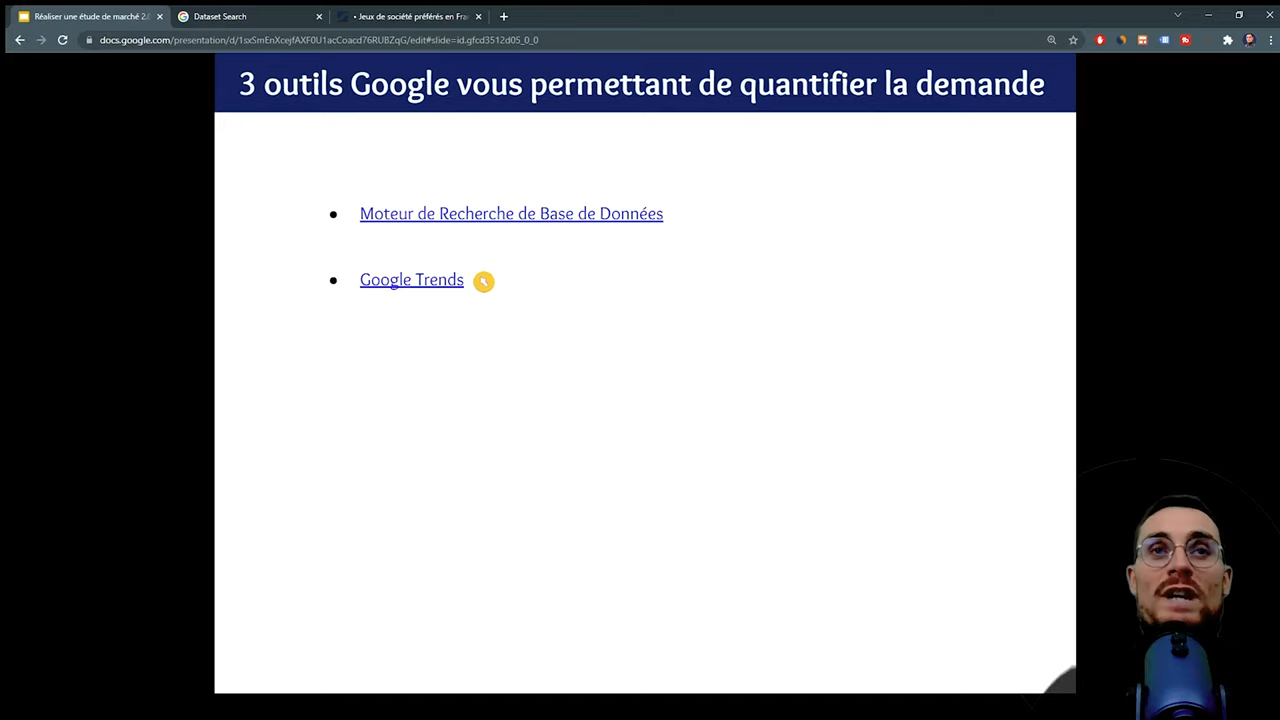 Réaliser une étude de marché 2.0
Dataset Search
• Jeux de société préférés en Fra
docs.google.com/presentation/d/1sxSmEnXcejfAXF0U1acCoacd76RUBZqG/edit#slide=id.gfcd3512d05_0_0
3 outils Google vous permettant de quantifier la demande
• Moteur de Recherche de Base de Données
• Google Trends